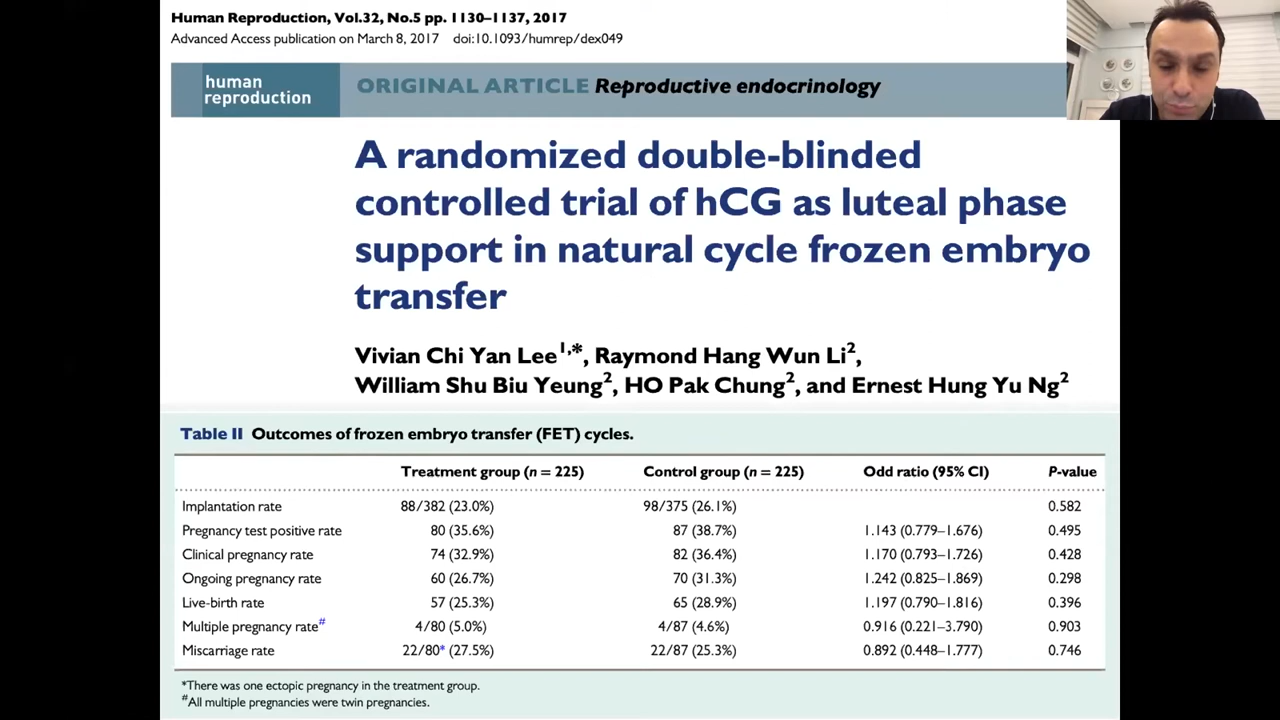 Human Reproduction, Vol.32, No.5 pp. 1130–1137, 2017
Advanced Access publication on March 8, 2017 doi:10.1093/humrep/dex049
human
reproduction
ORIGINAL ARTICLE Reproductive endocrinology
A randomized double-blinded
controlled trial of hCG as luteal phase
support in natural cycle frozen embryo
transfer
Vivian Chi Yan Lee1,*, Raymond Hang Wun Li2,
William Shu Biu Yeung2, HO Pak Chung2, and Ernest Hung Yu Ng2
Table II Outcomes of frozen embryo transfer (FET) cycles.
Treatment group (n = 225) Control group (n = 225) Odd ratio (95% CI) P-value
Implantation rate 88/382 (23.0%) 98/375 (26.1%) 0.582
Pregnancy test positive rate 80 (35.6%) 87 (38.7%) 1.143 (0.779–1.676) 0.495
Clinical pregnancy rate 74 (32.9%) 82 (36.4%) 1.170 (0.793–1.726) 0.428
Ongoing pregnancy rate 60 (26.7%) 70 (31.3%) 1.242 (0.825–1.869) 0.298
Live-birth rate 57 (25.3%) 65 (28.9%) 1.197 (0.790–1.816) 0.396
Multiple pregnancy rate# 4/80 (5.0%) 4/87 (4.6%) 0.916 (0.221–3.790) 0.903
Miscarriage rate 22/80* (27.5%) 22/87 (25.3%) 0.892 (0.448–1.777) 0.746
*There was one ectopic pregnancy in the treatment group.
#All multiple pregnancies were twin pregnancies.